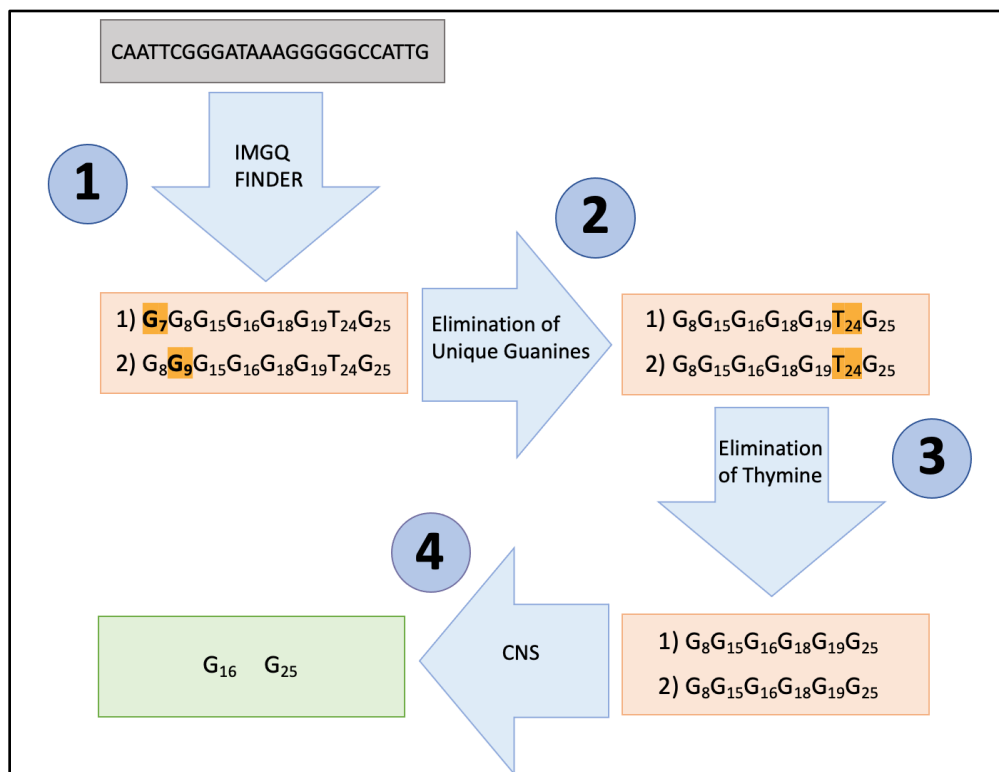 CAATTCGGGATAAAGGGGGCCATTG
1
IMGQ
FINDER
1) G₇G₈G₁₅G₁₆G₁₈G₁₉T₂₄G₂₅
2) G₈G₉G₁₅G₁₆G₁₈G₁₉T₂₄G₂₅
2
Elimination of
Unique Guanines
1) G₈G₁₅G₁₆G₁₈G₁₉T₂₄G₂₅
2) G₈G₁₅G₁₆G₁₈G₁₉T₂₄G₂₅
3
Elimination
of Thymine
1) G₈G₁₅G₁₆G₁₈G₁₉G₂₅
2) G₈G₁₅G₁₆G₁₈G₁₉G₂₅
4
CNS
G₁₆ G₂₅